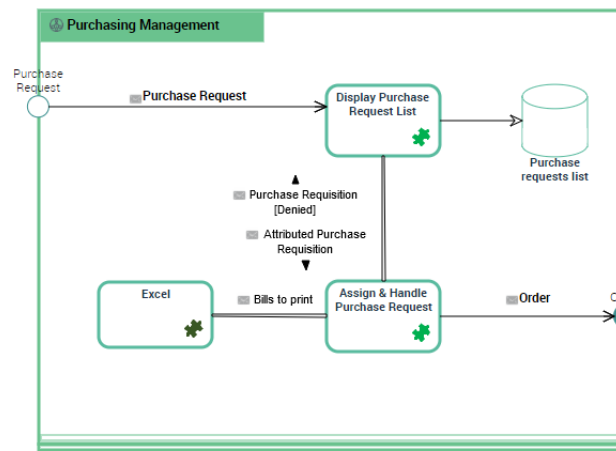 Purchasing Management
Purchase
Request
Purchase Request
Display Purchase
Request List
Purchase
requests list
Purchase Requisition
[Denied]
Attributed Purchase
Requisition
Excel
Bills to print
Assign & Handle
Purchase Request
Order